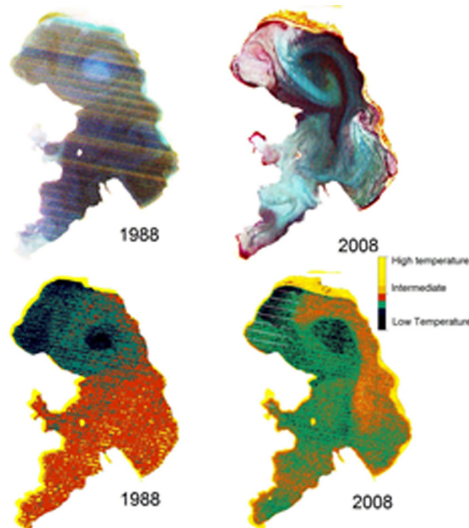 1988
2008
High temperature
Intermediate
Low Temperature
1988
2008